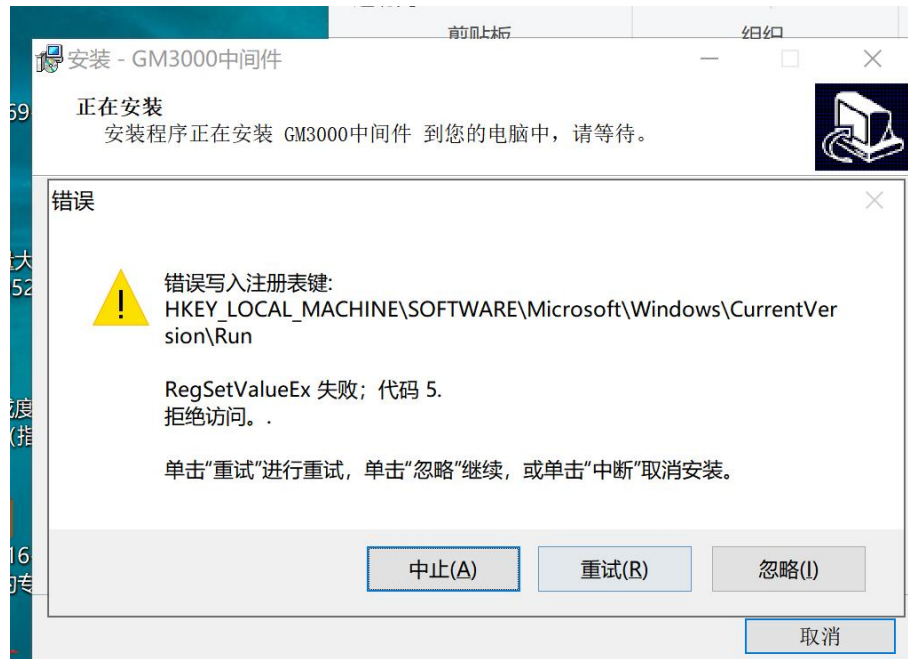 剪贴板
组织
安装 - GM3000中间件
正在安装
安装程序正在安装 GM3000中间件 到您的电脑中，请等待。
错误
错误写入注册表键:
HKEY_LOCAL_MACHINE\SOFTWARE\Microsoft\Windows\CurrentVer
sion\Run
RegSetValueEx 失败；代码 5.
拒绝访问。.
单击“重试”进行重试，单击“忽略”继续，或单击“中断”取消安装。
中止(A)
重试(R)
忽略(I)
取消
59
52
(指
16